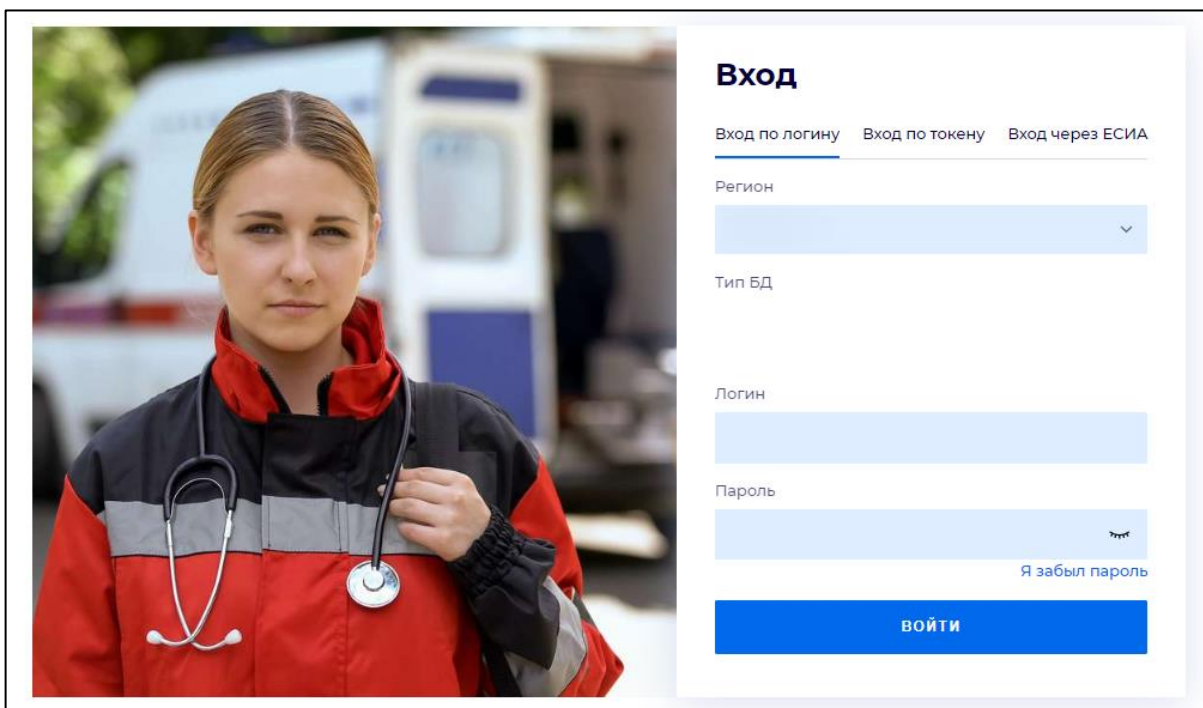 Вход
Вход по логину Вход по токену Вход через ЕСИА
Регион
Тип БД
Логин
Пароль
Я забыл пароль
ВОЙТИ